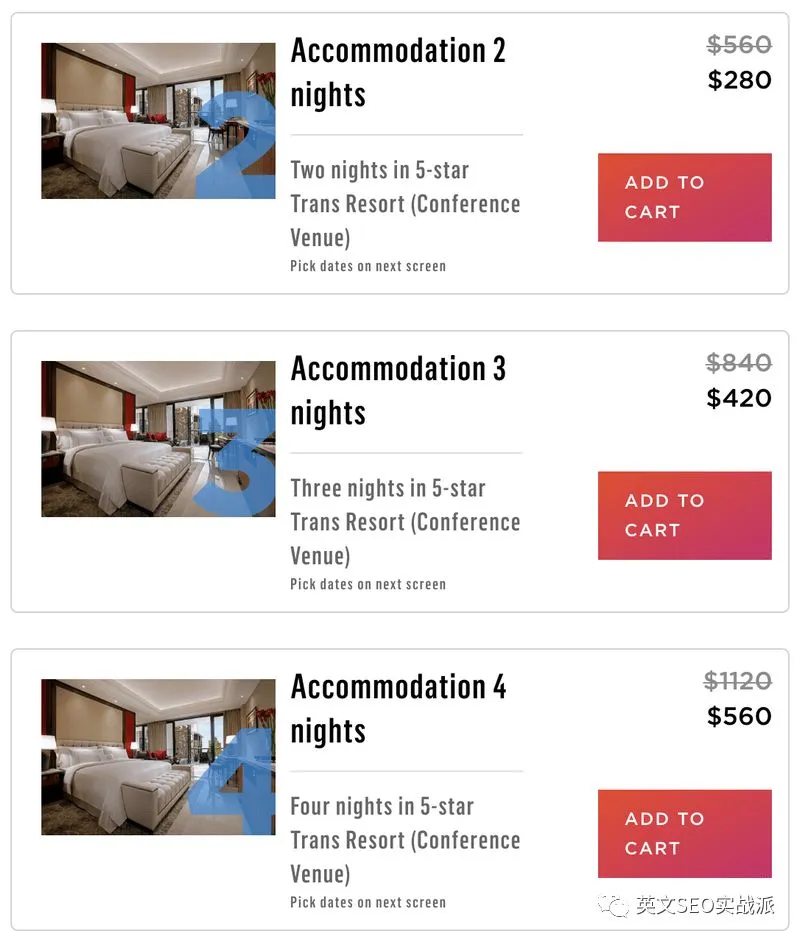 Accommodation 2
nights
$560
$280
2
Two nights in 5-star
Trans Resort (Conference
Venue)
Pick dates on next screen
ADD TO
CART
Accommodation 3
nights
$840
$420
3
Three nights in 5-star
Trans Resort (Conference
Venue)
Pick dates on next screen
ADD TO
CART
Accommodation 4
nights
$1120
$560
4
Four nights in 5-star
Trans Resort (Conference
Venue)
Pick dates on next screen
ADD TO
CART
英文SEO实战派